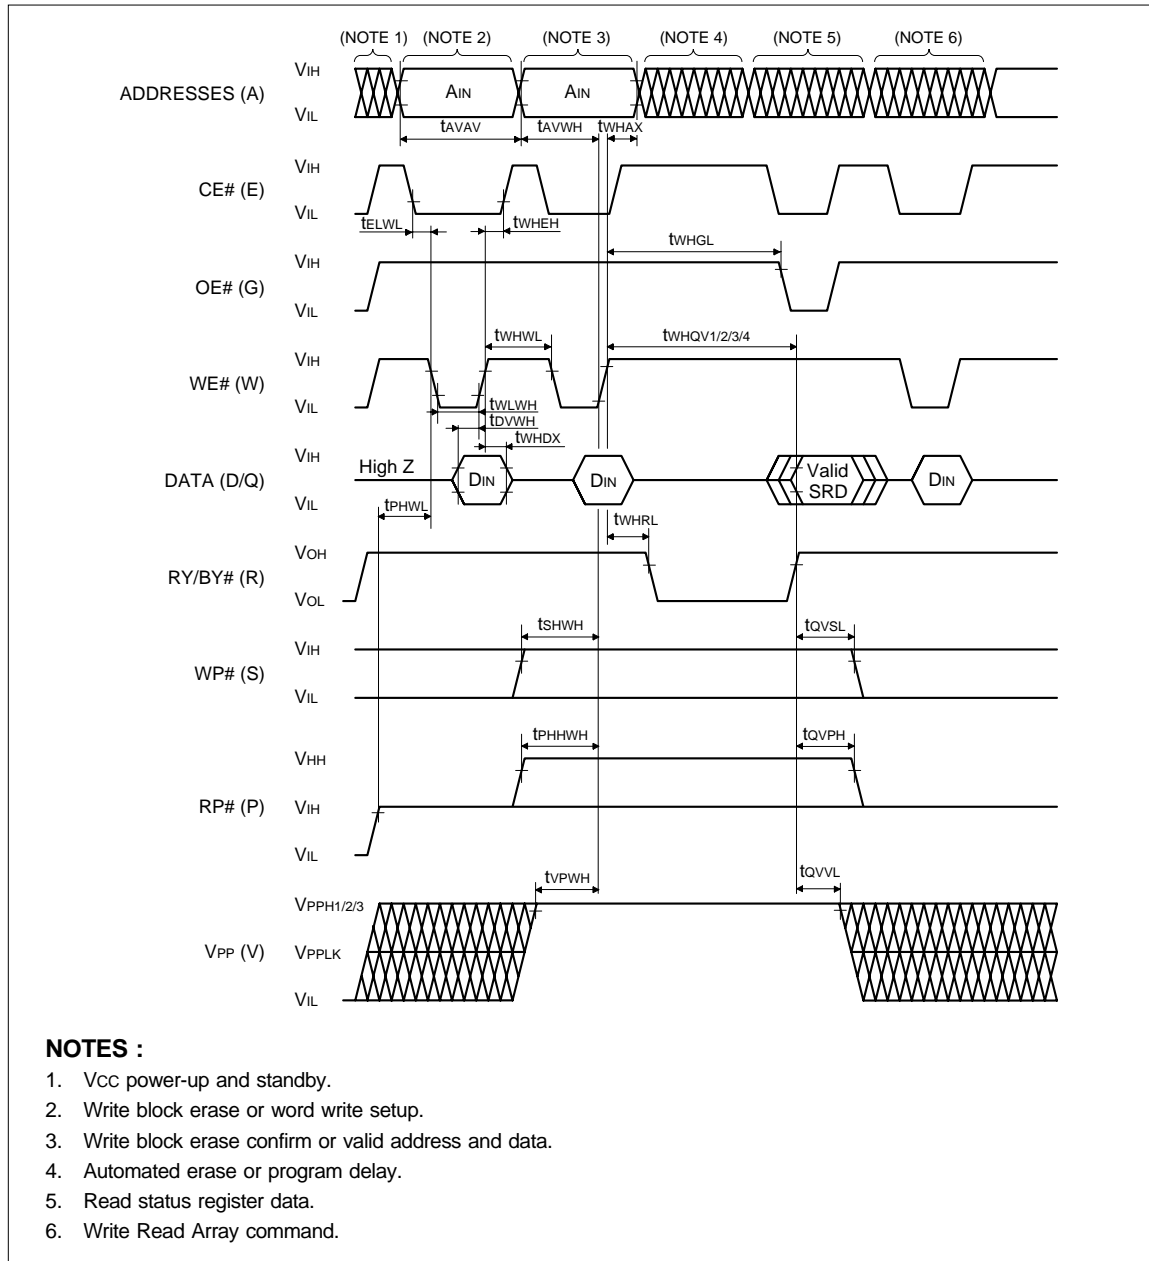 (NOTE 1) (NOTE 2) (NOTE 3) (NOTE 4) (NOTE 5) (NOTE 6)
ADDRESSES (A)
VIH
VIL
AIN
AIN
tAVAV
tAVWH
tWHAX
CE# (E)
VIH
VIL
tELWL
tWHEH
tWHGL
OE# (G)
VIH
VIL
tWHWL
tWHQV1/2/3/4
WE# (W)
VIH
VIL
tWLWH
tDVWH
tWHDX
DATA (D/Q)
VIH
VIL
High Z
DIN
DIN
Valid
SRD
DIN
tPHWL
tWHRL
RY/BY# (R)
VOH
VOL
tSHWH
tQVSL
WP# (S)
VIH
VIL
tPHHWH
tQVPH
RP# (P)
VHH
VIH
VIL
tVPWH
tQVVL
VPP (V)
VPPH1/2/3
VPPLK
VIL
NOTES :
1. VCC power-up and standby.
2. Write block erase or word write setup.
3. Write block erase confirm or valid address and data.
4. Automated erase or program delay.
5. Read status register data.
6. Write Read Array command.